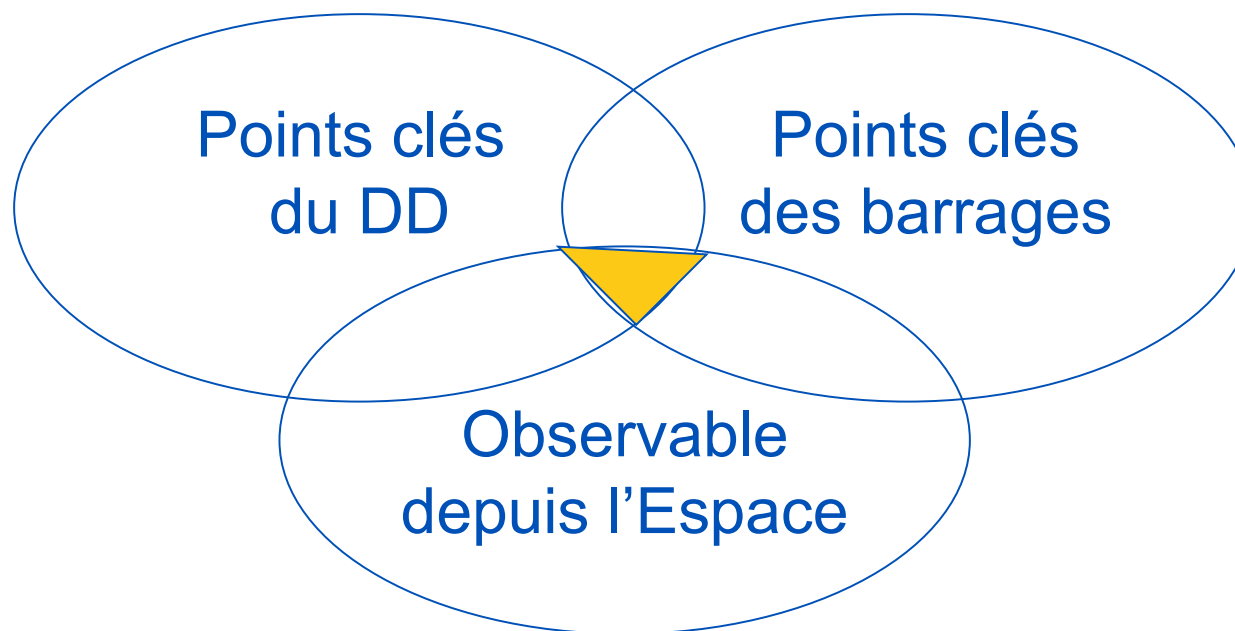 Points clés
du DD
Points clés
des barrages
Observable
depuis l’Espace